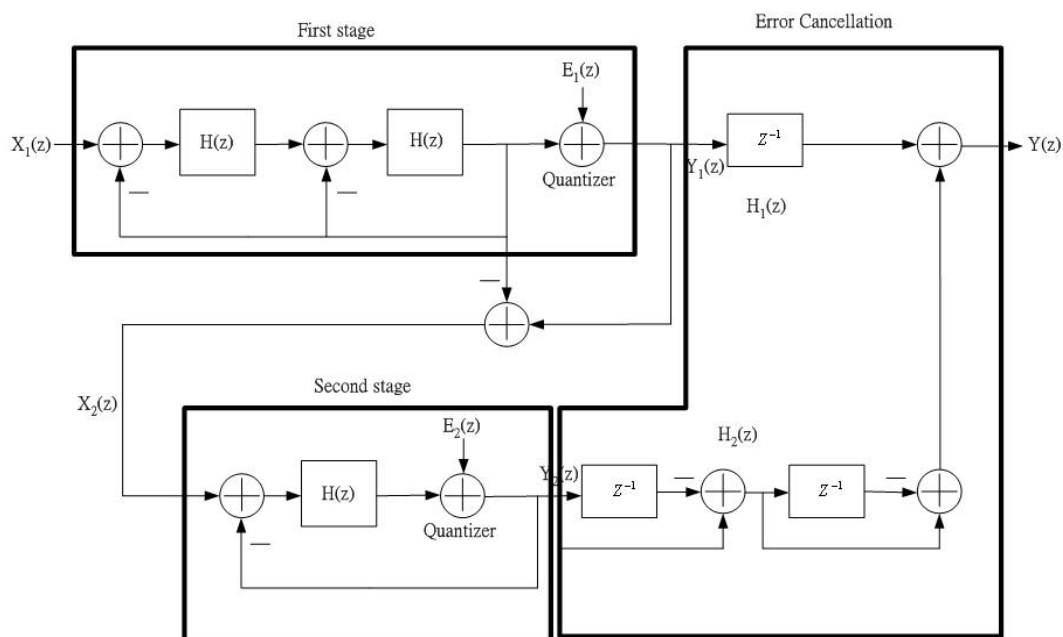 First stage
Error Cancellation
E₁(z)
X₁(z)
H(z)
H(z)
Quantizer
Y₁(z)
Z⁻¹
H₁(z)
Y(z)
X₂(z)
Second stage
E₂(z)
H(z)
Quantizer
Y₂(z)
Z⁻¹
H₂(z)
Z⁻¹